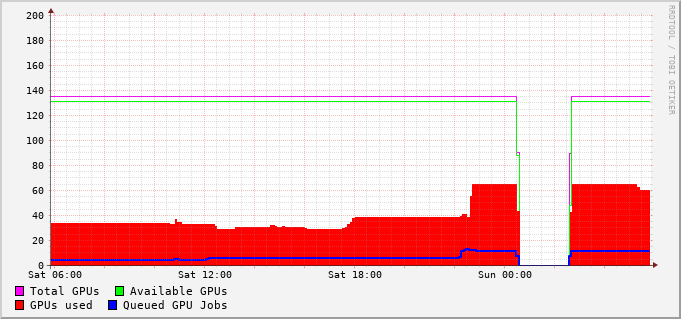 200
180
160
140
120
100
80
60
40
20
0
Sat 06:00 Sat 12:00 Sat 18:00 Sun 00:00
Total GPUs Available GPUs
GPUs used Queued GPU Jobs
RRDTOOL / TOBI OETIKER